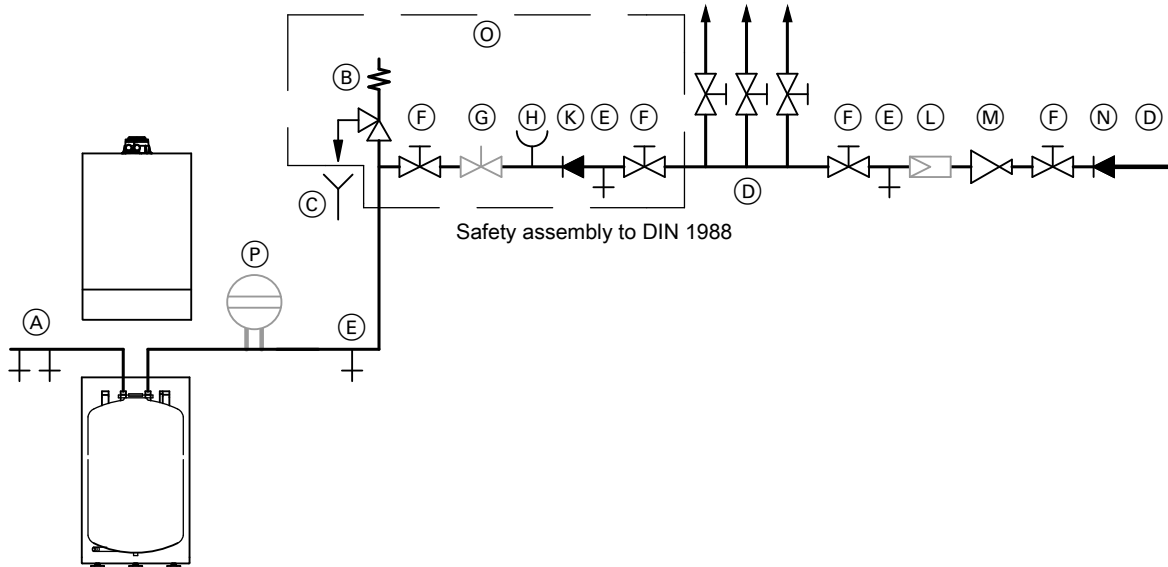 Ⓞ
Ⓑ
Ⓕ Ⓖ Ⓗ Ⓚ Ⓔ Ⓕ Ⓕ Ⓔ Ⓛ Ⓜ Ⓕ Ⓝ Ⓓ
Ⓒ Ⓓ
Safety assembly to DIN 1988
Ⓟ
Ⓐ Ⓔ